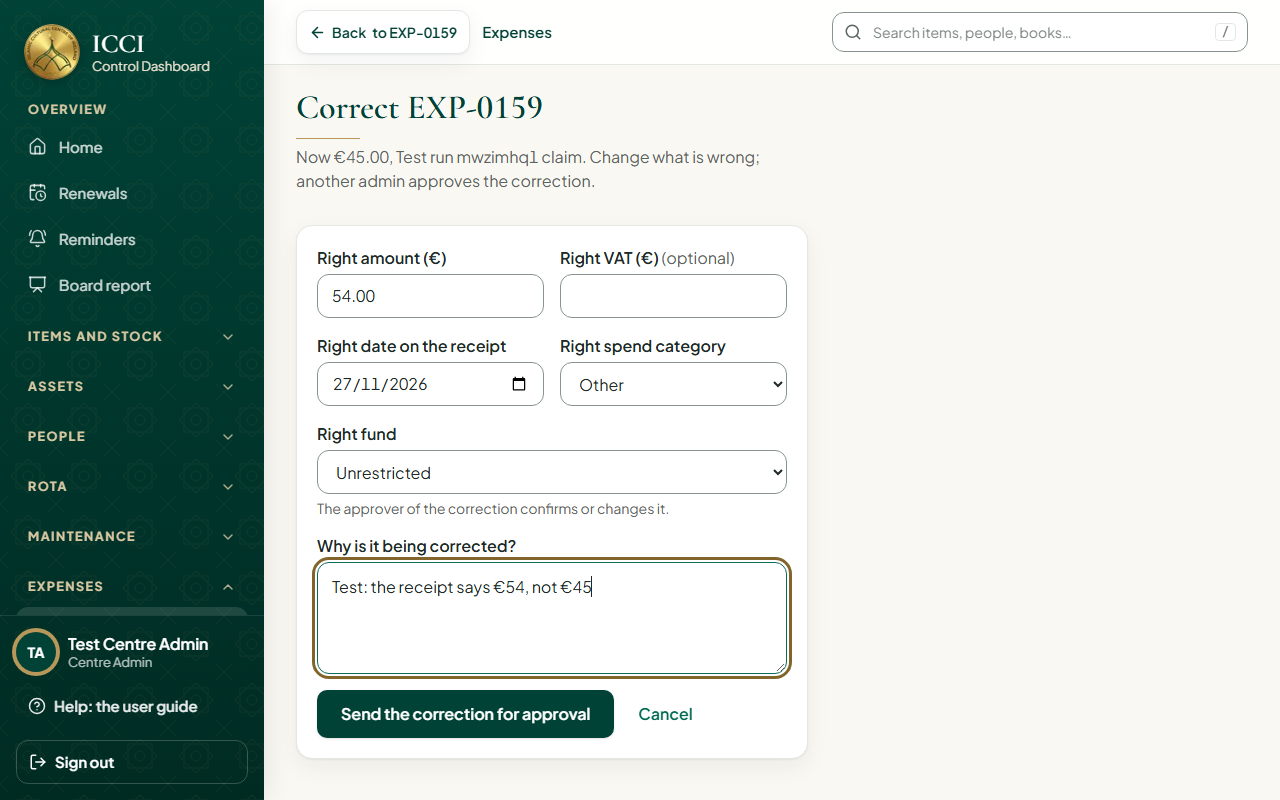 ICCI
Control Dashboard
OVERVIEW
Home
Renewals
Reminders
Board report
ITEMS AND STOCK
ASSETS
PEOPLE
ROTA
MAINTENANCE
EXPENSES
TA
Test Centre Admin
Centre Admin
Help: the user guide
Sign out
Back to EXP-0159
Expenses
Search items, people, books...
/
Correct EXP-0159
Now €45.00, Test run mwzimhq1 claim. Change what is wrong;
another admin approves the correction.
Right amount (€)
Right VAT (€) (optional)
54.00
Right date on the receipt
Right spend category
27/11/2026
Other
Right fund
Unrestricted
The approver of the correction confirms or changes it.
Why is it being corrected?
Test: the receipt says €54, not €45
Send the correction for approval
Cancel